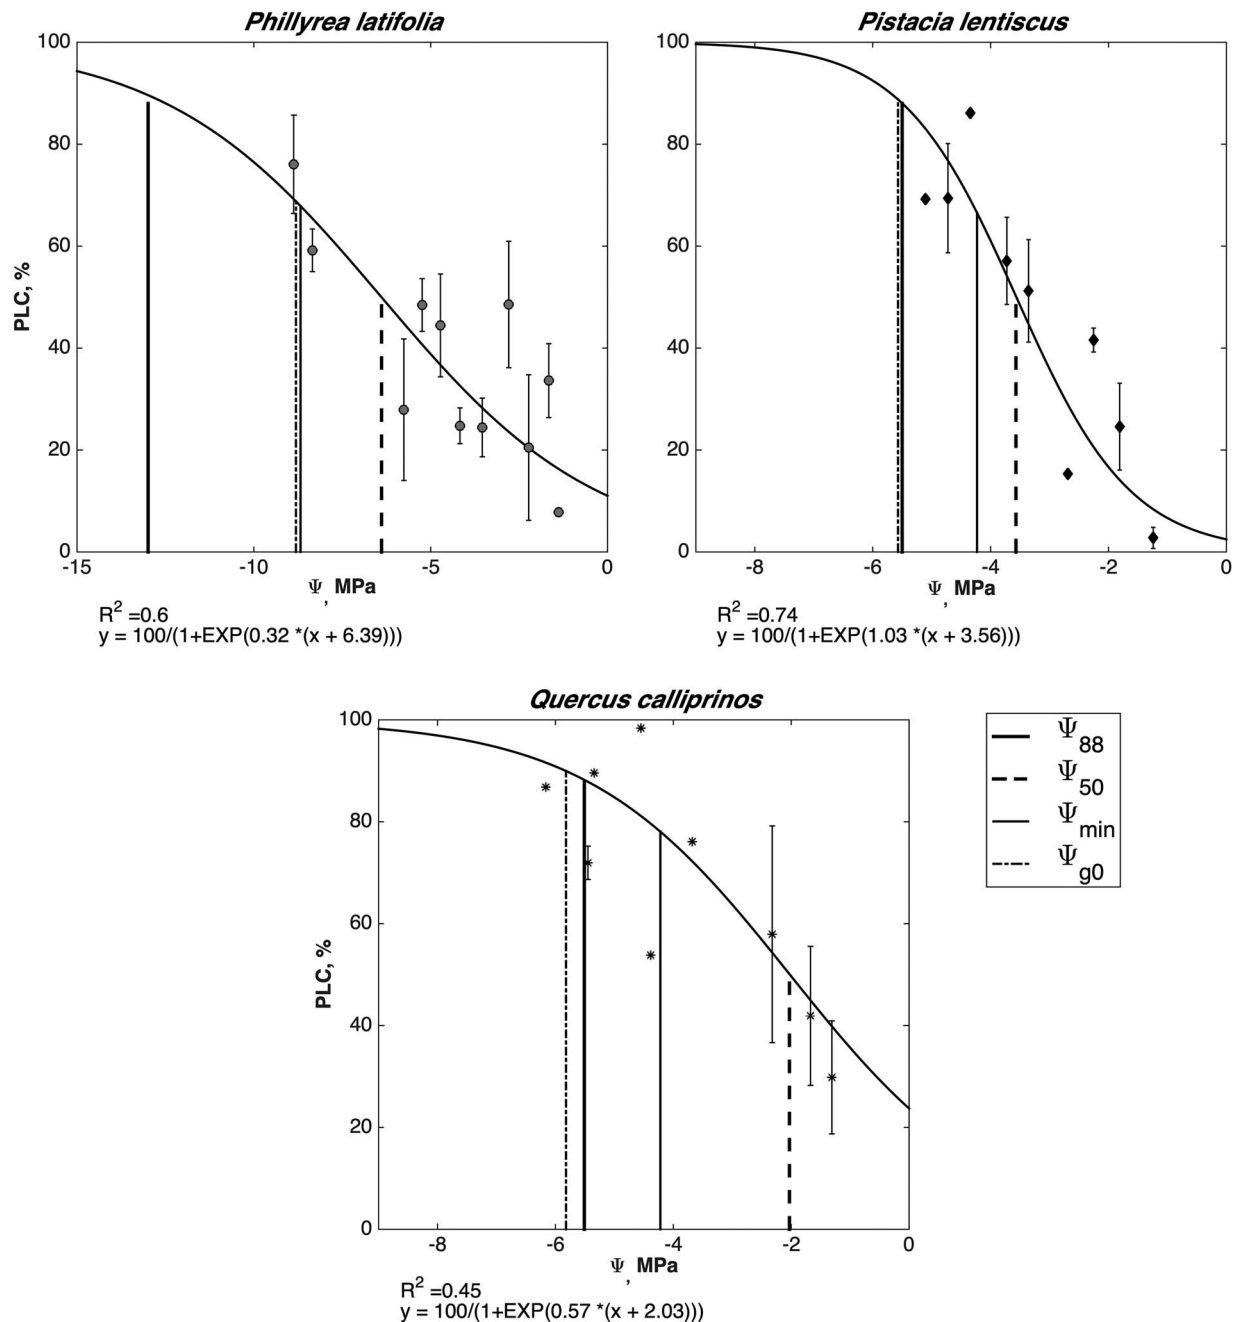 Phillyrea latifolia
100
80
60
40
20
0
PLC, %
-15
-10
-5
0
Ψ, MPa
R² =0.6
y = 100/(1+EXP(0.32 *(x + 6.39)))
Pistacia lentiscus
100
80
60
40
20
0
-8
-6
-4
-2
0
Ψ, MPa
R² =0.74
y = 100/(1+EXP(1.03 *(x + 3.56)))
Quercus calliprinos
100
80
60
40
20
0
PLC, %
-8
-6
-4
-2
0
Ψ, MPa
R² =0.45
y = 100/(1+EXP(0.57 *(x + 2.03)))
Ψ88
Ψ50
Ψmin
Ψg0